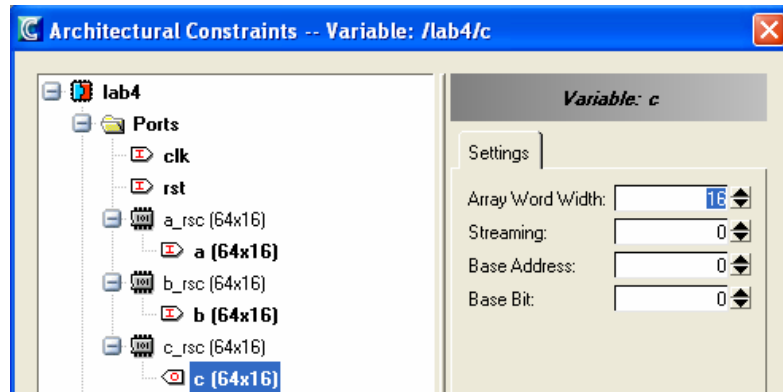 Architectural Constraints -- Variable: /lab4/c
lab4
Ports
clk
rst
a_rsc (64x16)
a (64x16)
b_rsc (64x16)
b (64x16)
c_rsc (64x16)
c (64x16)
Variable: c
Settings
Array Word Width: 16
Streaming: 0
Base Address: 0
Base Bit: 0